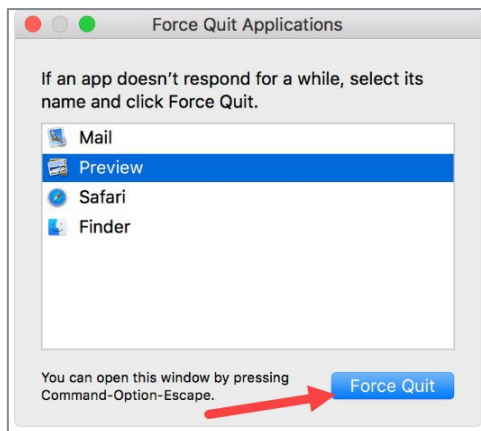 Force Quit Applications
If an app doesn’t respond for a while, select its
name and click Force Quit.
Mail
Preview
Safari
Finder
You can open this window by pressing
Command-Option-Escape.
Force Quit